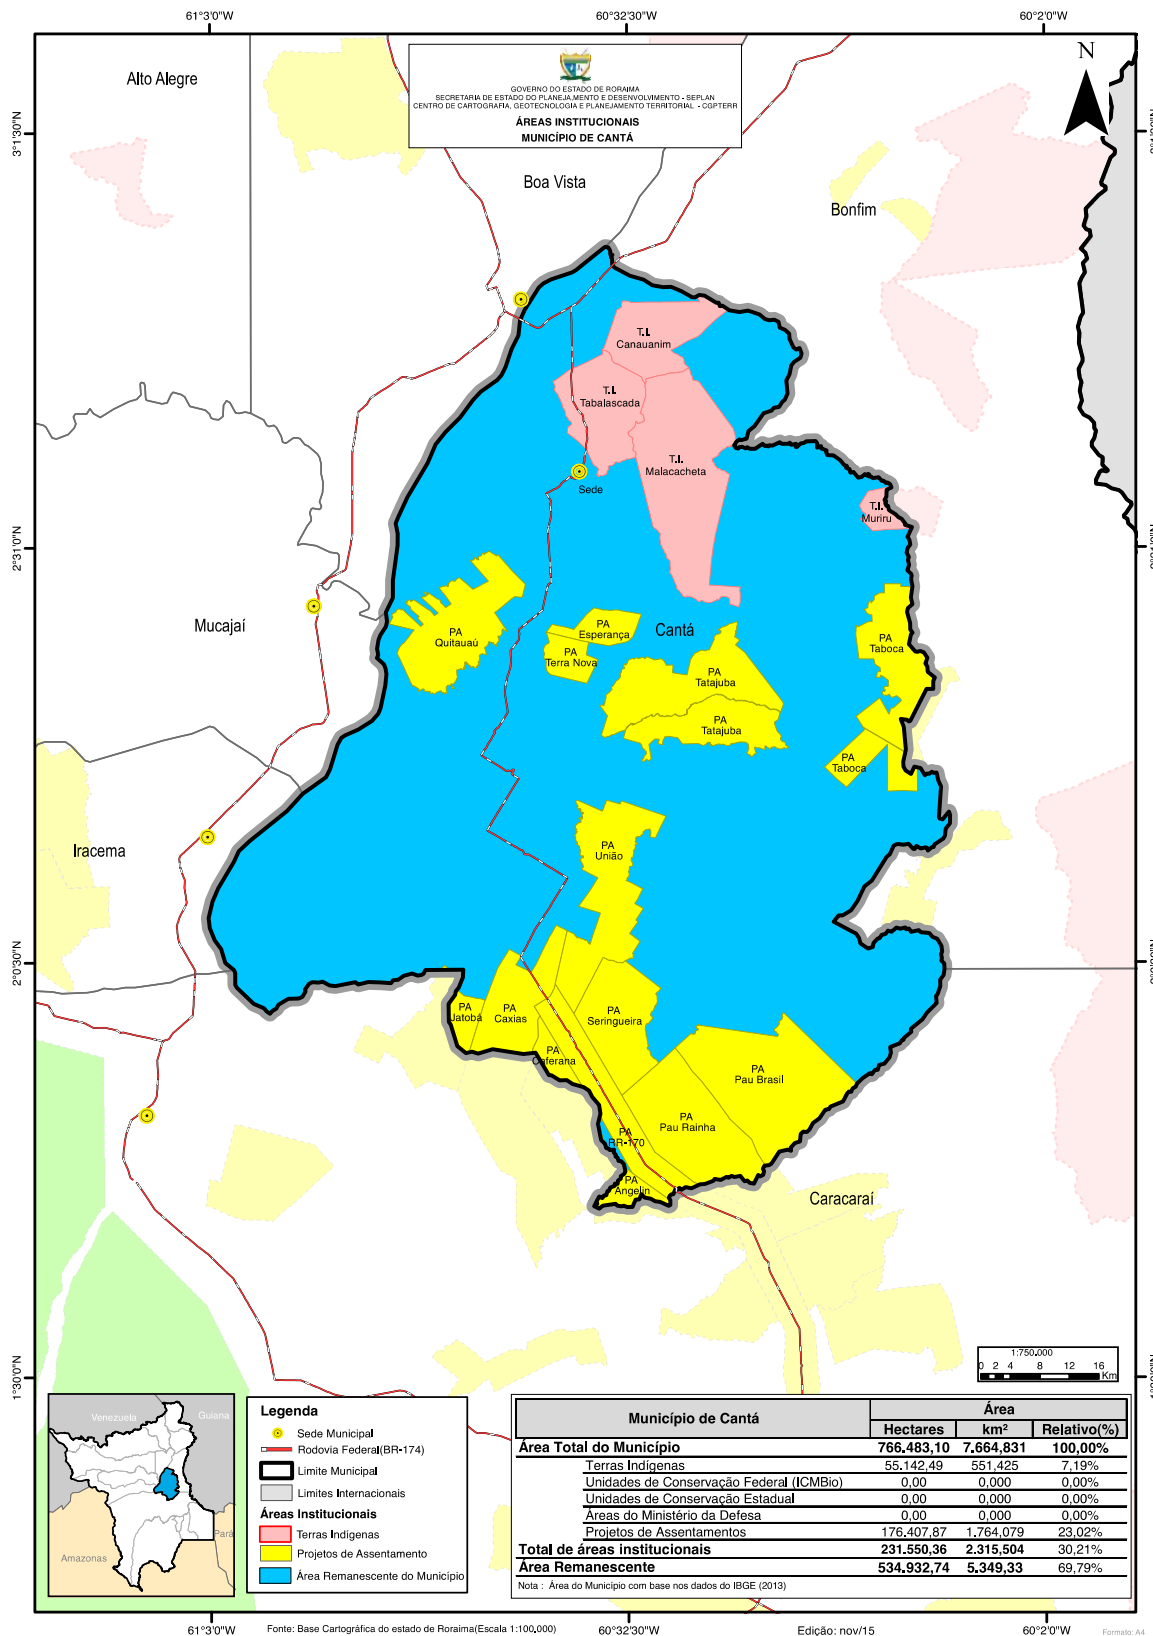 61°3'0"W
60°32'30"W
60°2'0"W
N
Alto Alegre
GOVERNO DO ESTADO DE RORAIMA
SECRETARIA DE ESTADO DO PLANEJAMENTO E DESENVOLVIMENTO - SEPLAN
CENTRO DE CARTOGRAFIA, GEOTECNOLOGIA E PLANEJAMENTO TERRITORIAL - CGPTERR
ÁREAS INSTITUCIONAIS
MUNICÍPIO DE CANTÁ
3°1'30"N
Boa Vista
Bonfim
T.I.
Canauanim
T.I.
Tabalascada
T.I.
Malacacheta
Sede
T.I.
Muriru
2°31'0"N
Mucajaí
PA
Quitauaú
PA
Esperança
PA
Terra Nova
Cantá
PA
Taboca
PA
Tatajuba
PA
Tatajuba
PA
Taboca
Iracema
PA
União
2°0'30"N
PA
Jatobá
PA
Caxias
PA
Seringueira
PA
Caferana
PA
Pau Brasil
PA
Pau Rainha
PA
RR-170
PA
Angelin
Caracaraí
1°30'0"N
1:750.000
0 2 4 8 12 16
Km
Venezuela
Guiana
Pará
Amazonas
Legenda
Sede Municipal
Rodovia Federal(BR-174)
Limite Municipal
Limites Internacionais
Áreas Institucionais
Terras Indígenas
Projetos de Assentamento
Área Remanescente do Município
Município de Cantá
Área
Hectares km² Relativo(%)
Área Total do Município 766.483,10 7.664,831 100,00%
Terras Indígenas 55.142,49 551,425 7,19%
Unidades de Conservação Federal (ICMBio) 0,00 0,000 0,00%
Unidades de Conservação Estadual 0,00 0,000 0,00%
Áreas do Ministério da Defesa 0,00 0,000 0,00%
Projetos de Assentamentos 176.407,87 1.764,079 23,02%
Total de áreas institucionais 231.550,36 2.315,504 30,21%
Área Remanescente 534.932,74 5.349,33 69,79%
Nota : Área do Município com base nos dados do IBGE (2013)
61°3'0"W
Fonte: Base Cartográfica do estado de Roraima(Escala 1:100.000)
60°32'30"W
Edição: nov/15
60°2'0"W
Formato: A4